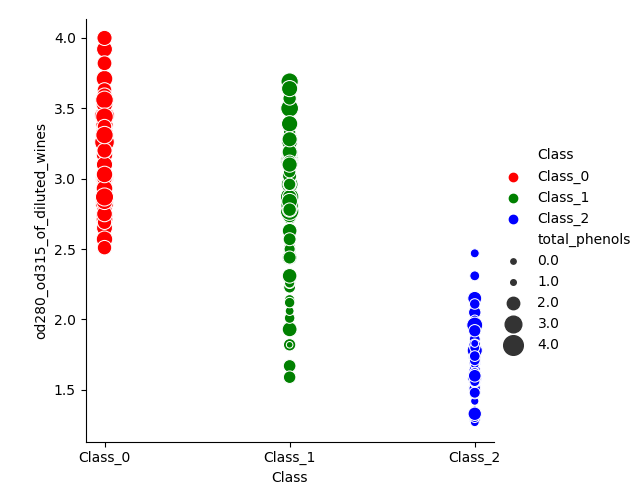 4.0
3.5
3.0
2.5
2.0
1.5
od280_od315_of_diluted_wines
Class_0
Class_1
Class_2
Class
Class
Class_0
Class_1
Class_2
total_phenols
0.0
1.0
2.0
3.0
4.0